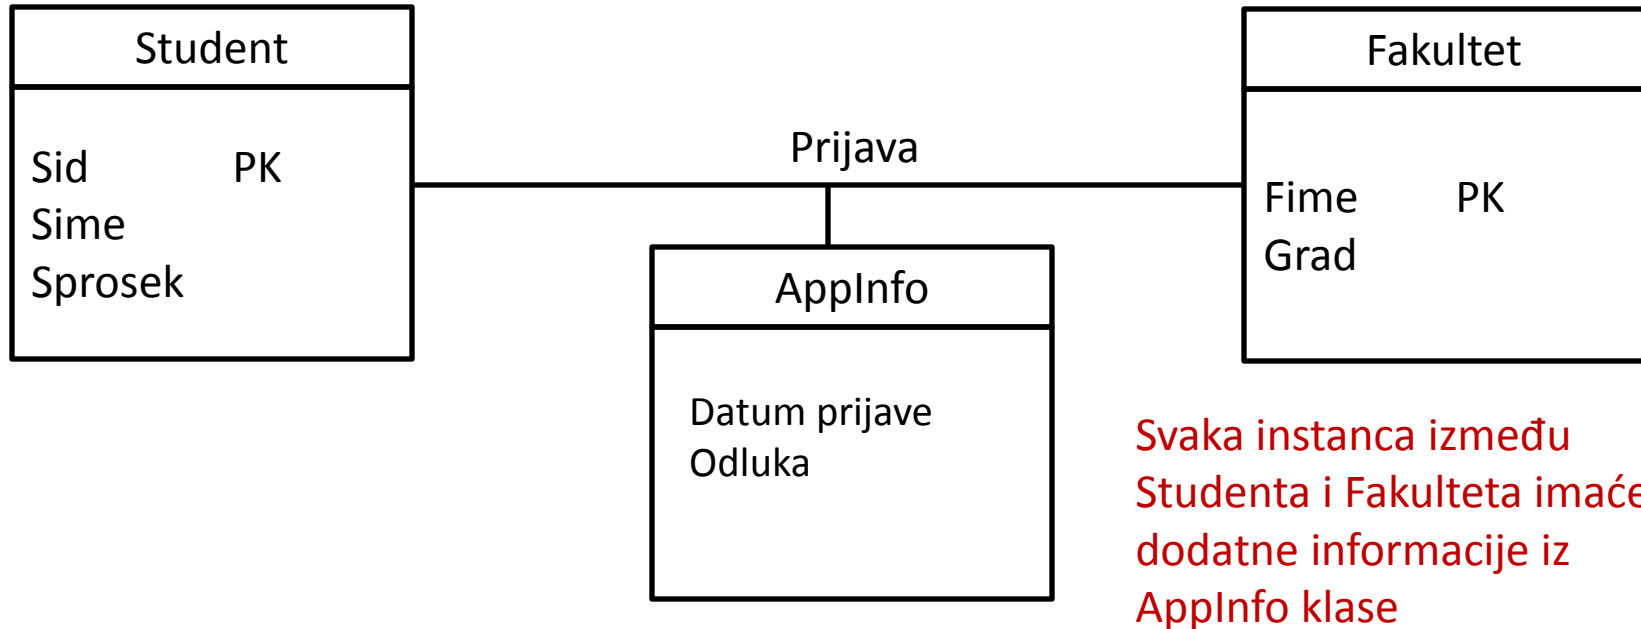 Student
Sid PK
Sime
Sprosek
Prijava
Fakultet
Fime PK
Grad
AppInfo
Datum prijave
Odluka
Svaka instanca između
Studenta i Fakulteta imaće
dodatne informacije iz
AppInfo klase